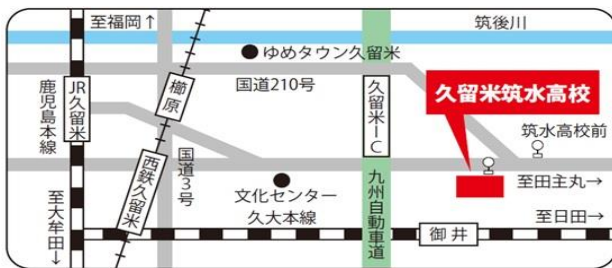 至福岡↑
筑後川
ゆめタウン久留米
国道210号
鹿児島本線
JR久留米
櫛原
久留米IC
久留米筑水高校
筑水高校前
西鉄久留米
国道3号
文化センター
久大本線
九州自動車道
至田主丸→
至大牟田↓
御井
至日田→